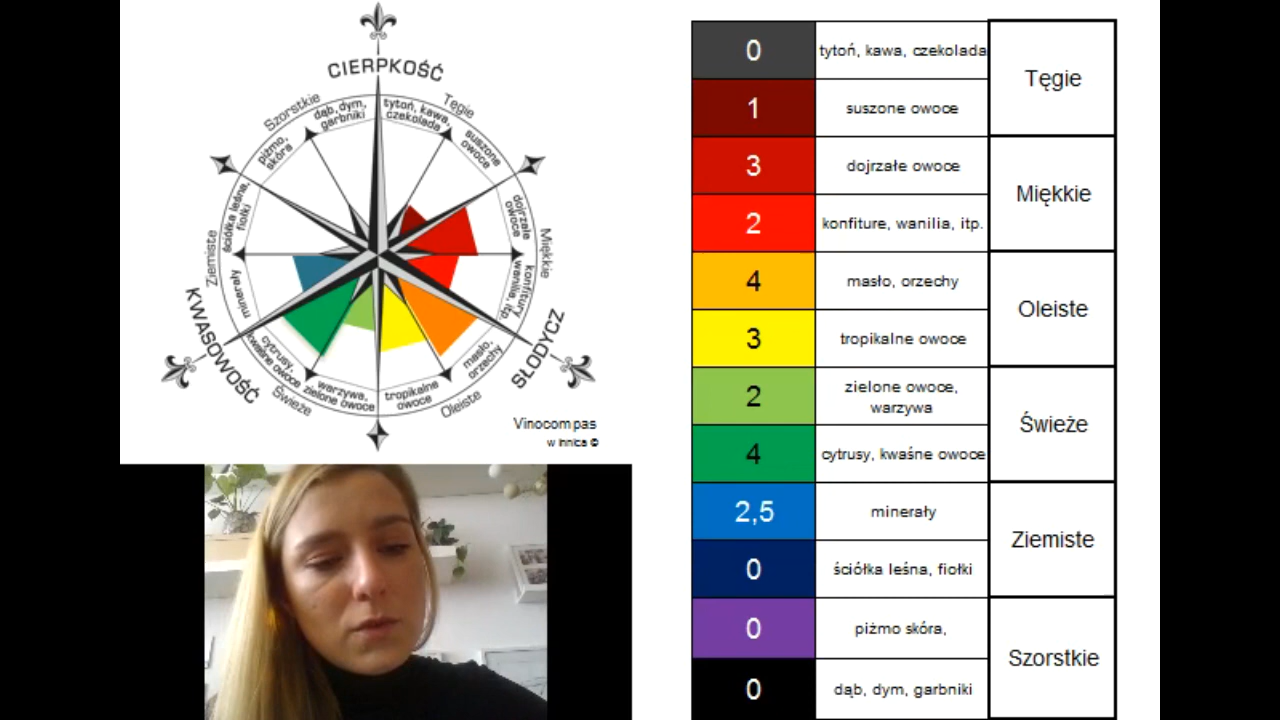 CIERPKOŚĆ
Szorstkie
Tęgie
dąb, dym,
garbniki
tytoń, kawa,
czekolada
piżmo,
skóra
suszone
owoce
ściółka leśna,
fiołki
dojrzałe
owoce
Ziemiste
Miękkie
minerały
konfitury,
wanilia, itp.
KWASOWOŚĆ
SŁODYCZ
cytrusy,
kwaśne owoce
masło,
orzechy
warzywa,
zielone owoce
tropikalne
owoce
Świeże
Oleiste
Vinocompas
winnica ©
0 tytoń, kawa, czekolada
Tęgie
1 suszone owoce
3 dojrzałe owoce
Miękkie
2 konfiture, wanilia, itp.
4 masło, orzechy
Oleiste
3 tropikalne owoce
2 zielone owoce,
warzywa
Świeże
4 cytrusy, kwaśne owoce
2,5 minerały
Ziemiste
0 ściółka leśna, fiołki
0 piżmo skóra,
Szorstkie
0 dąb, dym, garbniki